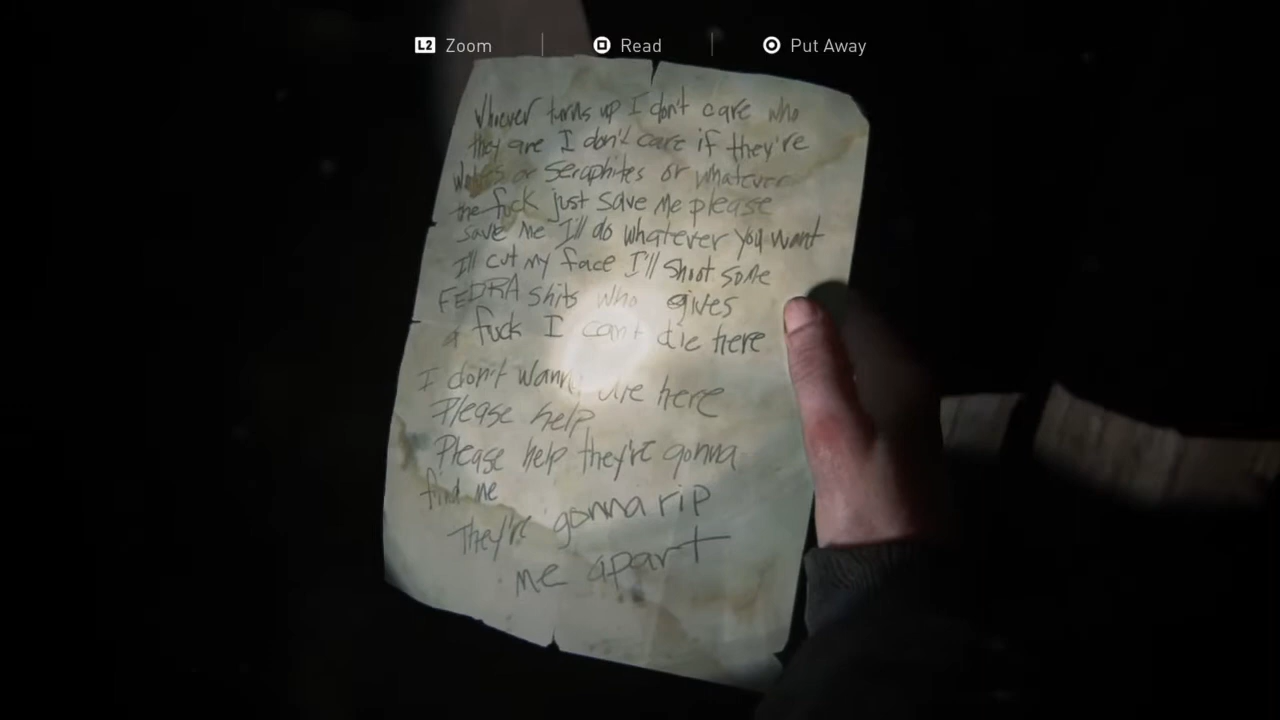 L2 Zoom | Read | Put Away
Whoever turns up I don't care who
they are I don't care if they're
Wolves or Seraphites or whatever
the fuck just save me please
save me I'll do whatever you want
I'll cut my face I'll shoot some
FEDRA shits who gives
a fuck I can't die here
I don't wanna die here
Please help
Please help they're gonna
find me
They're gonna rip
me apart